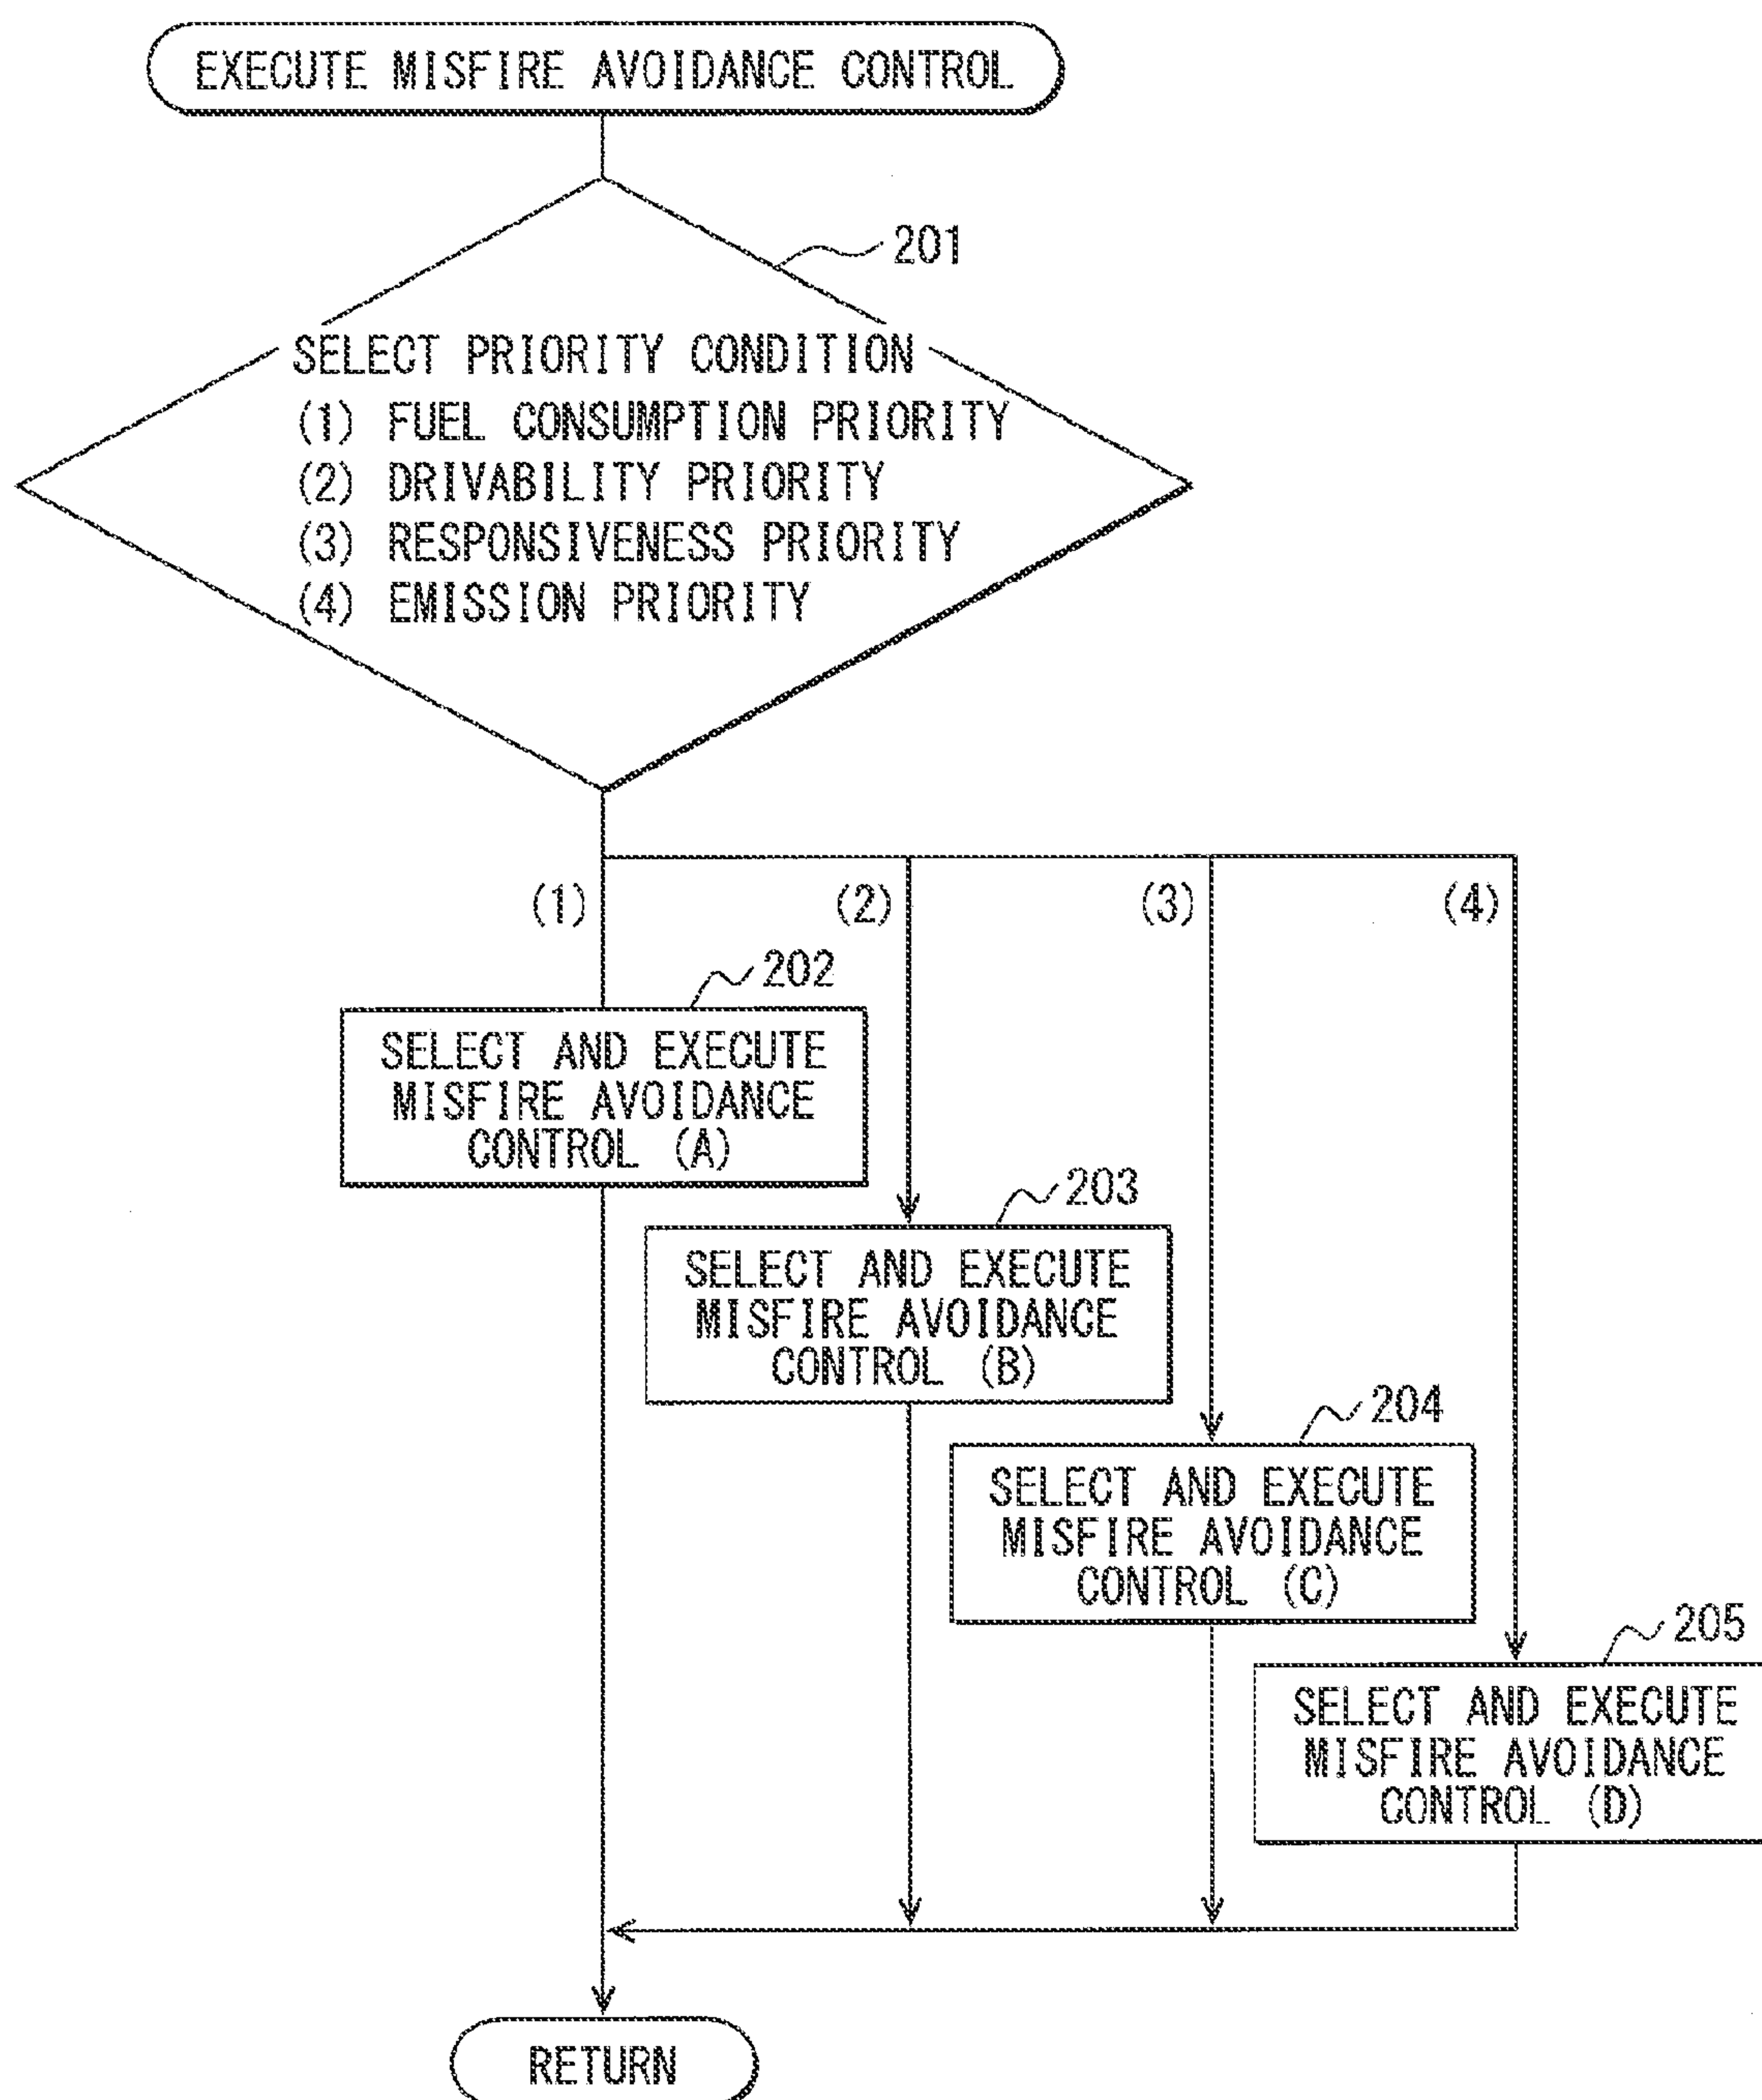 EXECUTE MISFIRE AVOIDANCE CONTROL
201
SELECT PRIORITY CONDITION
(1) FUEL CONSUMPTION PRIORITY
(2) DRIVABILITY PRIORITY
(3) RESPONSIVENESS PRIORITY
(4) EMISSION PRIORITY
(1)
(2)
(3)
(4)
202
SELECT AND EXECUTE
MISFIRE AVOIDANCE
CONTROL (A)
203
SELECT AND EXECUTE
MISFIRE AVOIDANCE
CONTROL (B)
204
SELECT AND EXECUTE
MISFIRE AVOIDANCE
CONTROL (C)
205
SELECT AND EXECUTE
MISFIRE AVOIDANCE
CONTROL (D)
RETURN